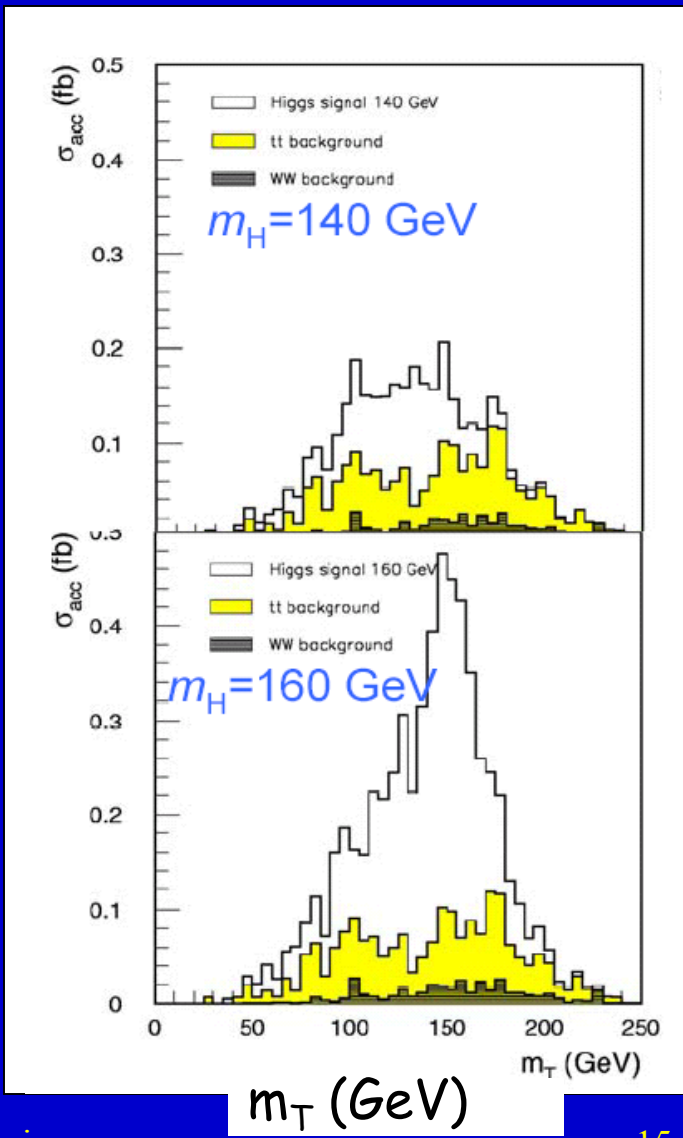 0.5
σacc (fb)
Higgs signal 140 GeV
tt background
0.4
WW background
mH=140 GeV
0.3
0.2
0.1
σacc (fb)
Higgs signal 160 GeV
tt background
0.4
WW background
mH=160 GeV
0.3
0.2
0.1
0
0 50 100 150 200 250
mT (GeV)
mT (GeV)
15